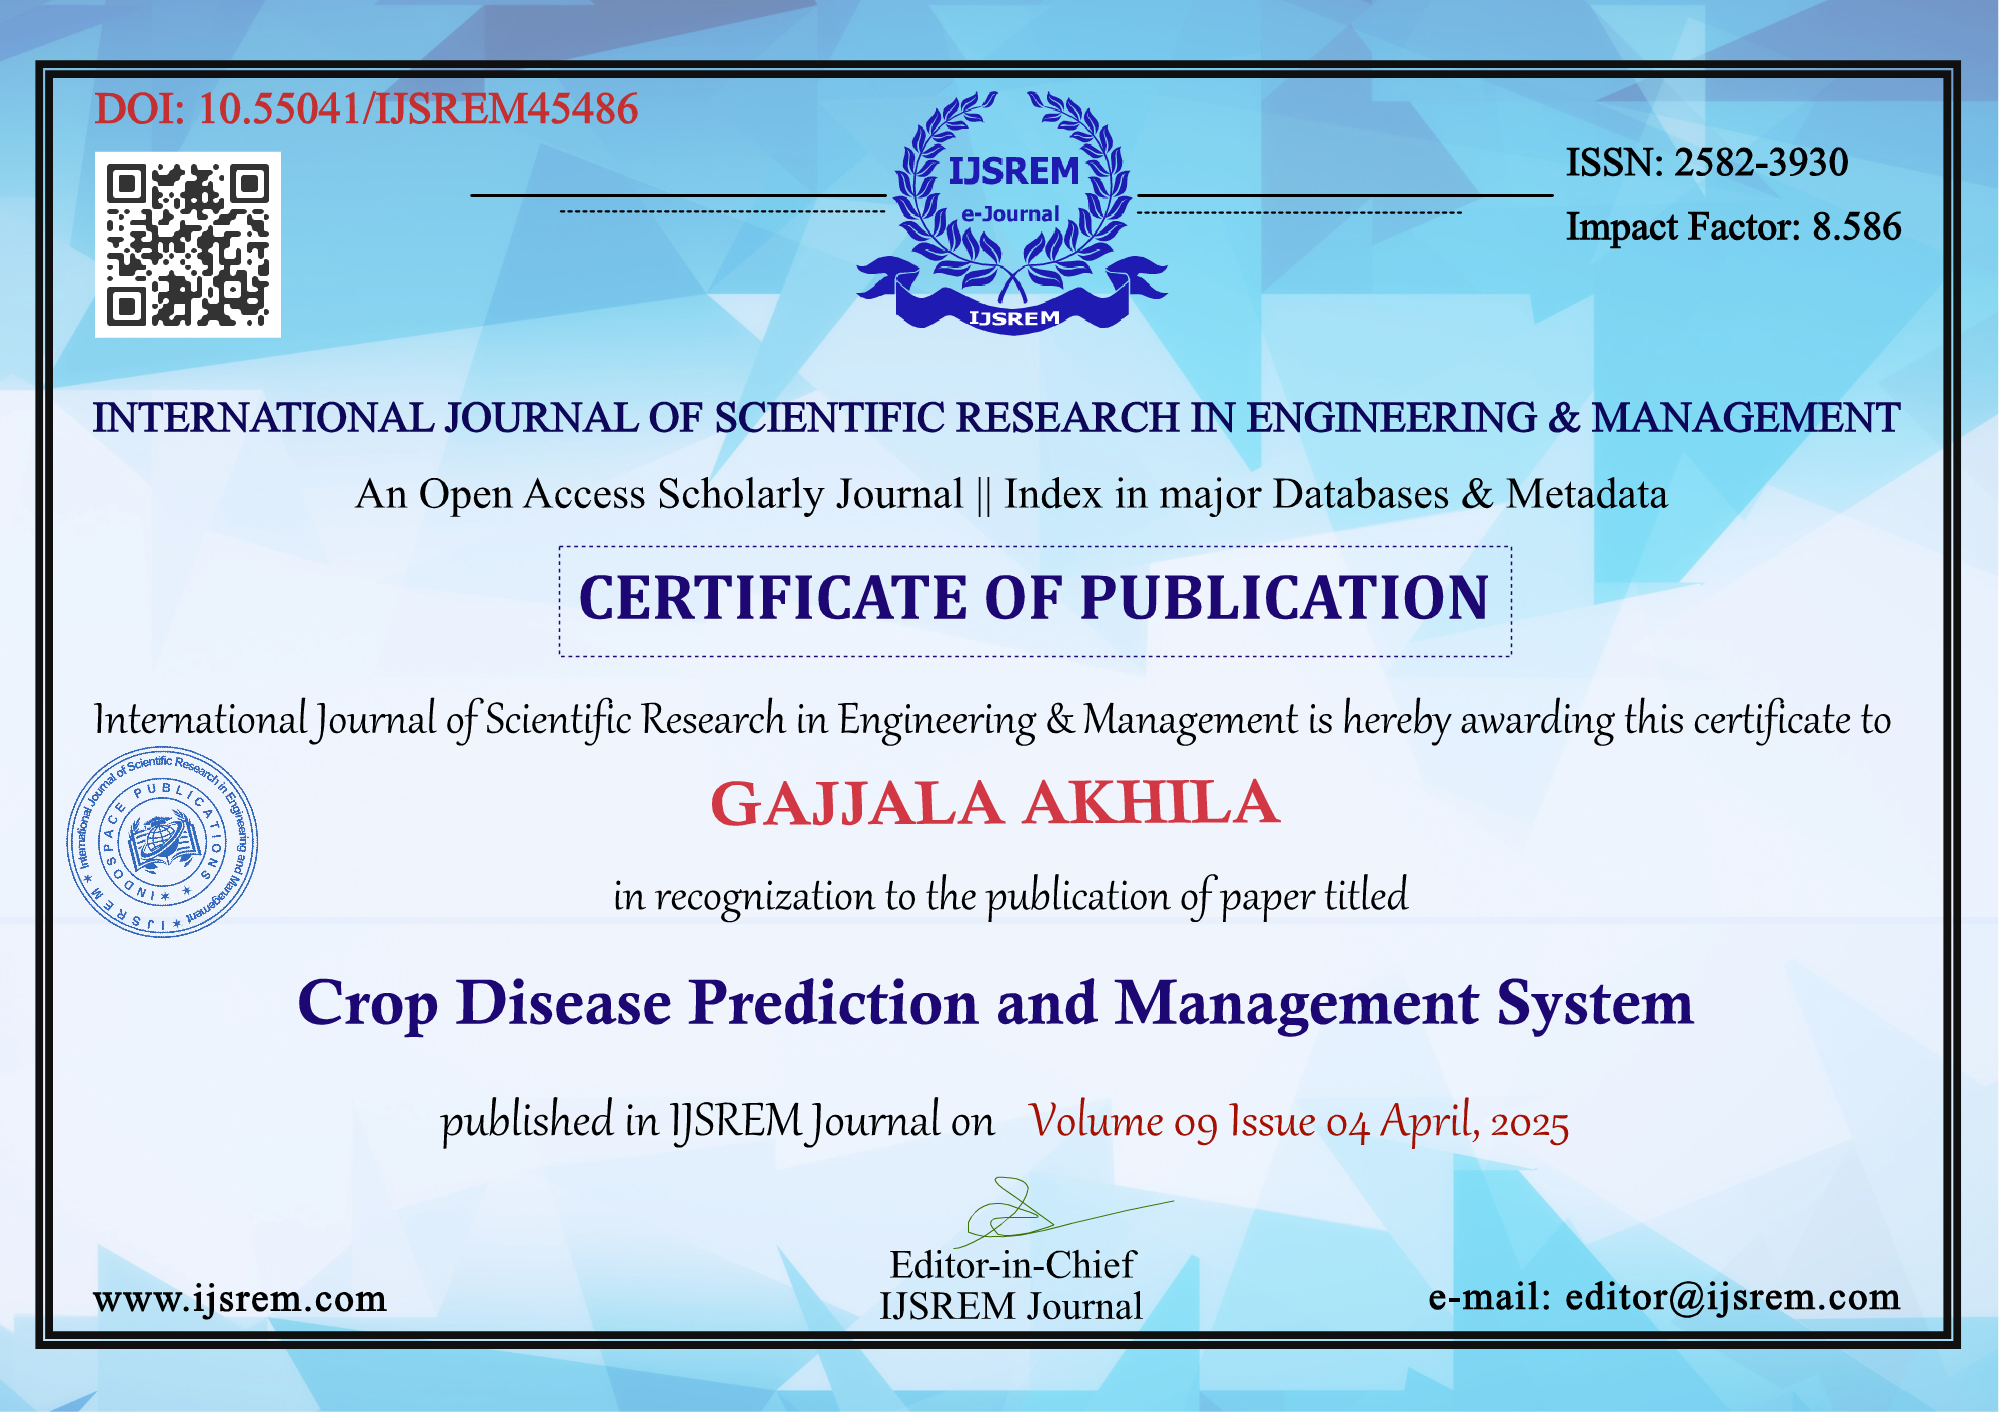 DOI: 10.55041/IJSREM45486
IJSREM
e-Journal
IJSREM
ISSN: 2582-3930
Impact Factor: 8.586
INTERNATIONAL JOURNAL OF SCIENTIFIC RESEARCH IN ENGINEERING & MANAGEMENT
An Open Access Scholarly Journal || Index in major Databases & Metadata
CERTIFICATE OF PUBLICATION
International Journal of Scientific Research in Engineering & Management is hereby awarding this certificate to
International Journal of Scientific Research in Engineering and Management ★ IJSREM ★
INDOSPACE PUBLICATIONS ★ ★
GAJJALA AKHILA
in recognization to the publication of paper titled
Crop Disease Prediction and Management System
published in IJSREM Journal on Volume 09 Issue 04 April, 2025
Editor-in-Chief
IJSREM Journal
www.ijsrem.com
e-mail: editor@ijsrem.com